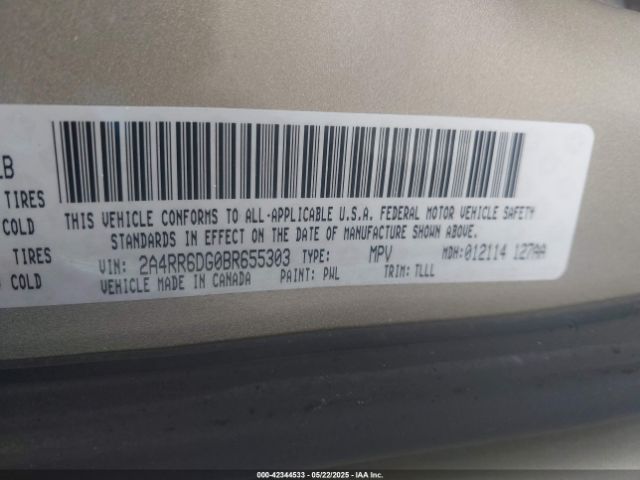 LB
TIRES
COLD
TIRES
COLD
THIS VEHICLE CONFORMS TO ALL-APPLICABLE U.S.A. FEDERAL MOTOR VEHICLE SAFETY
STANDARDS IN EFFECT ON THE DATE OF MANUFACTURE SHOWN ABOVE.
VIN: 2A4RR6DG0BR655303 TYPE: MPV MDH:012114 127AA
VEHICLE MADE IN CANADA PAINT: PWL TRIM: TLLL
000-42344533 - 05/22/2025 - IAA Inc.